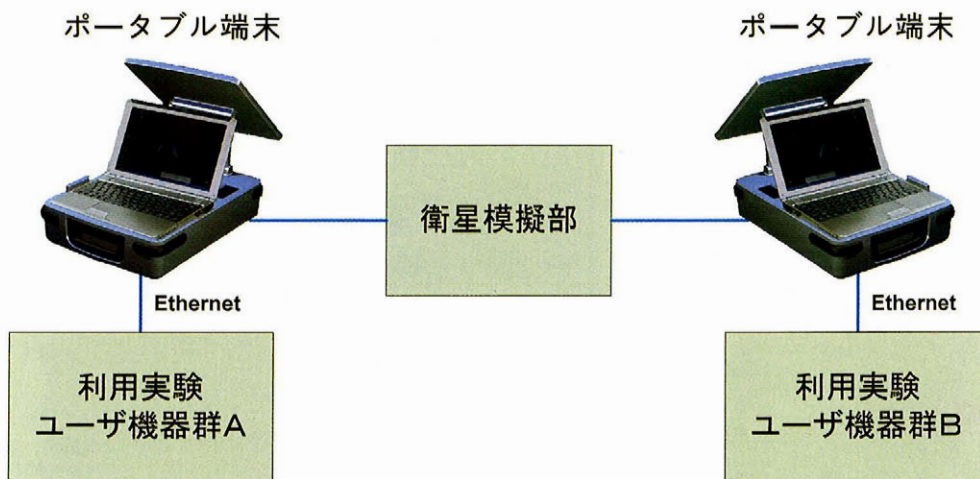 ポータブル端末
ポータブル端末
衛星模擬部
Ethernet
Ethernet
利用実験
ユーザ機器群A
利用実験
ユーザ機器群B